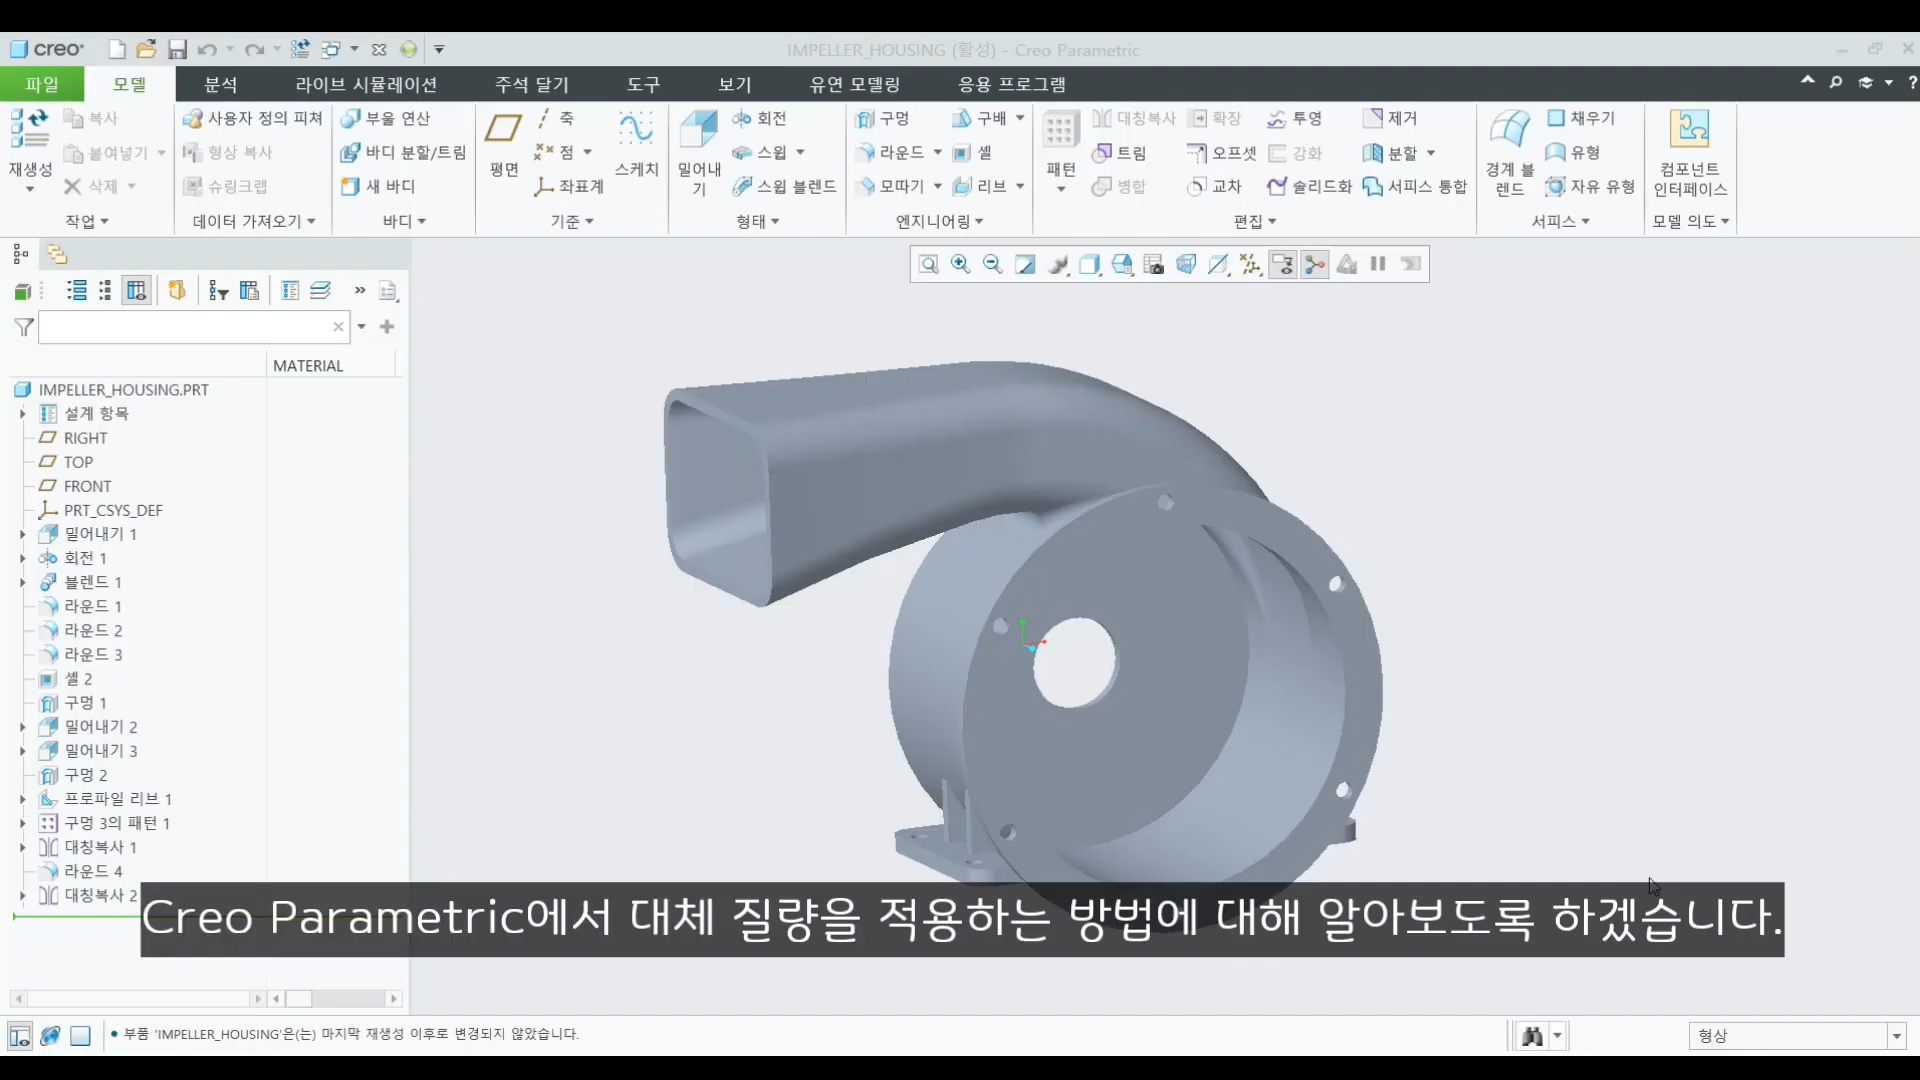 creo
IMPELLER_HOUSING (활성) - Creo Parametric
파일 모델 분석 라이브 시뮬레이션 주석 달기 도구 보기 유연 모델링 응용 프로그램
재생성 복사 붙여넣기 삭제
사용자 정의 피쳐 형상 복사 슈링크랩
부울 연산 바디 분할/트림 새 바디
평면 축 점 좌표계 스케치
밀어내기 회전 스윕 스윕 블렌드
구멍 라운드 모따기 구배 셸 리브
패턴 대칭복사 트림 병합 확장 오프셋 교차 투영 강화 솔리드화 제거 분할 서피스 통합
경계 블렌드 채우기 유형 자유 유형
컴포넌트 인터페이스
작업 데이터 가져오기 바디 기준 형태 엔지니어링 편집 서피스 모델 의도
MATERIAL
IMPELLER_HOUSING.PRT
설계 항목
RIGHT
TOP
FRONT
PRT_CSYS_DEF
밀어내기 1
회전 1
블렌드 1
라운드 1
라운드 2
라운드 3
셸 2
구멍 1
밀어내기 2
밀어내기 3
구멍 2
프로파일 리브 1
구멍 3의 패턴 1
대칭복사 1
라운드 4
대칭복사 2
Creo Parametric에서 대체 질량을 적용하는 방법에 대해 알아보도록 하겠습니다.
• 부품 'IMPELLER_HOUSING'은(는) 마지막 재생성 이후로 변경되지 않았습니다.
형상